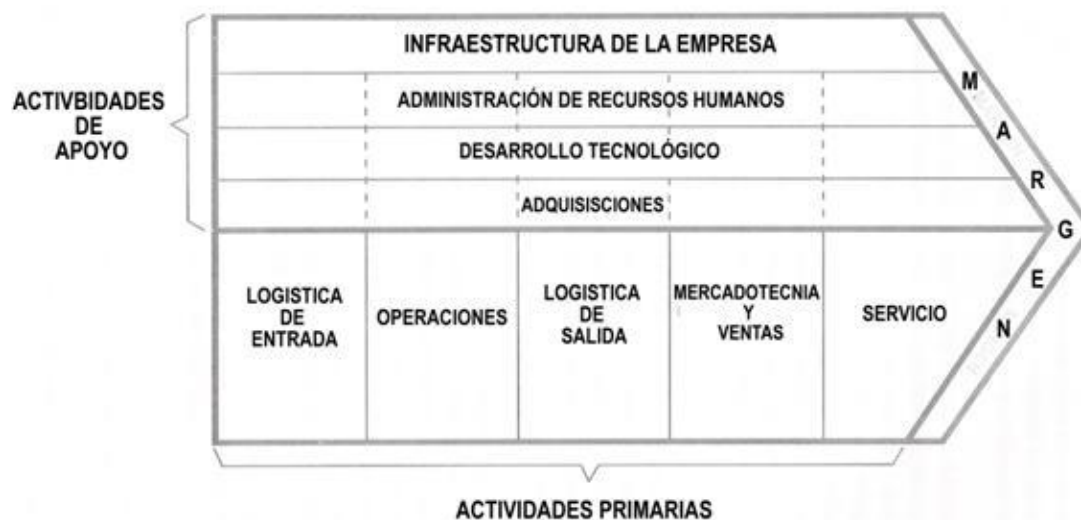 INFRAESTRUCTURA DE LA EMPRESA
ACTIVBIDADES
DE
APOYO
ADMINISTRACIÓN DE RECURSOS HUMANOS
DESARROLLO TECNOLÓGICO
ADQUISISCIONES
MARGEN
LOGISTICA
DE
ENTRADA
OPERACIONES
LOGISTICA
DE
SALIDA
MERCADOTECNIA
Y
VENTAS
SERVICIO
ACTIVIDADES PRIMARIAS